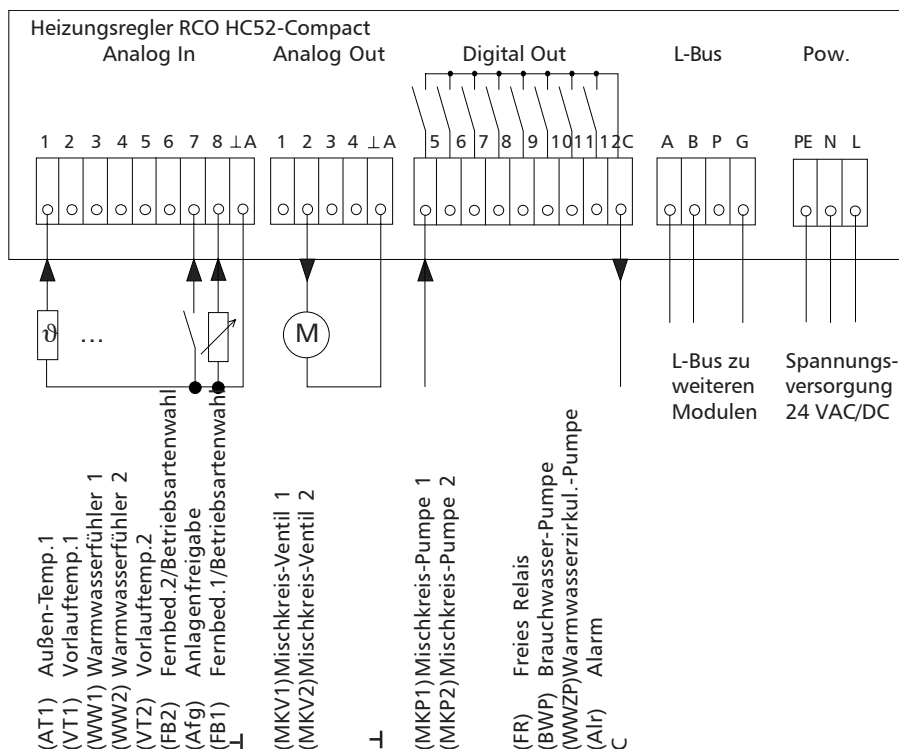 Heizungsregler RCO HC52-Compact
Analog In
Analog Out
Digital Out
L-Bus
Pow.
1 2 3 4 5 6 7 8 ⊥ A
1 2 3 4 ⊥ A
5 6 7 8 9 10 11 12 C
A B P G
PE N L
ϑ ...
M
L-Bus zu
weiteren
Modulen
Spannungs-
versorgung
24 VAC/DC
(AT1) Außen-Temp.1
(VT1) Vorlauftemp.1
(WW1) Warmwasserfühler 1
(WW2) Warmwasserfühler 2
(VT2) Vorlauftemp.2
(FB2) Fernbed.2/Betriebsartenwahl
(Afg) Anlagenfreigabe
(FB1) Fernbed.1/Betriebsartenwahl
⊥
(MKV1) Mischkreis-Ventil 1
(MKV2) Mischkreis-Ventil 2
⊥
(MKP1) Mischkreis-Pumpe 1
(MKP2) Mischkreis-Pumpe 2
(FR) Freies Relais
(BWP) Brauchwasser-Pumpe
(WWZP) Warmwasserzirkul.-Pumpe
(Alr) Alarm
C